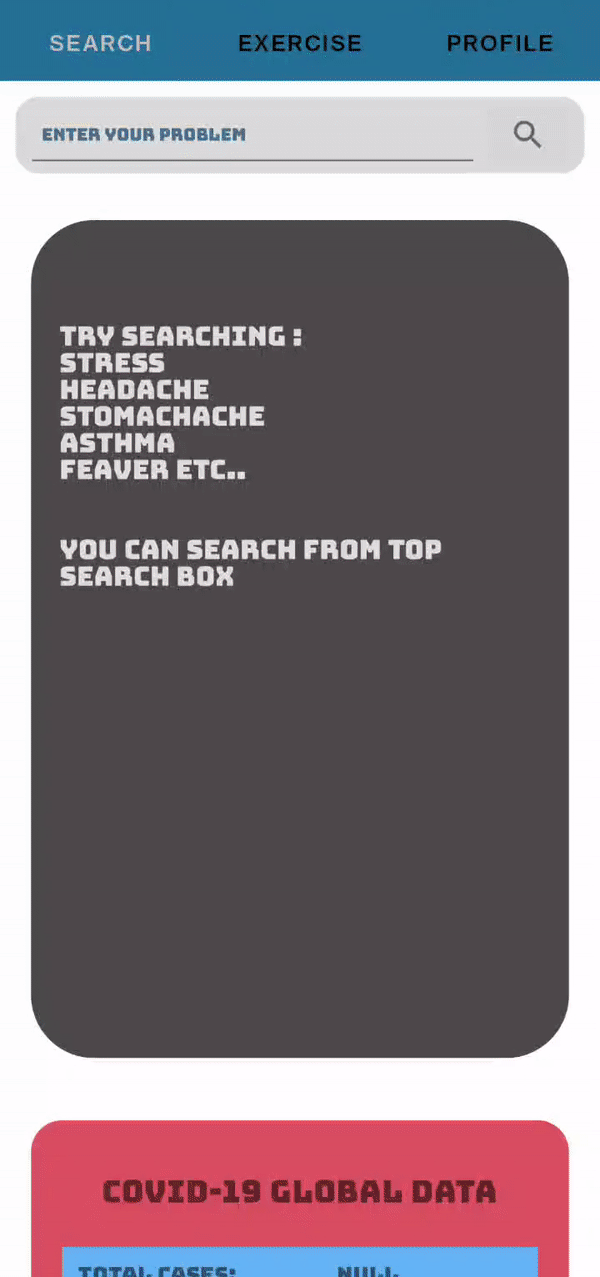 SEARCH EXERCISE PROFILE
ENTER YOUR PROBLEM
TRY SEARCHING :
STRESS
HEADACHE
STOMACHACHE
ASTHMA
FEAVER ETC..
YOU CAN SEARCH FROM TOP
SEARCH BOX
COVID-19 GLOBAL DATA
TOTAL CASES: NULL